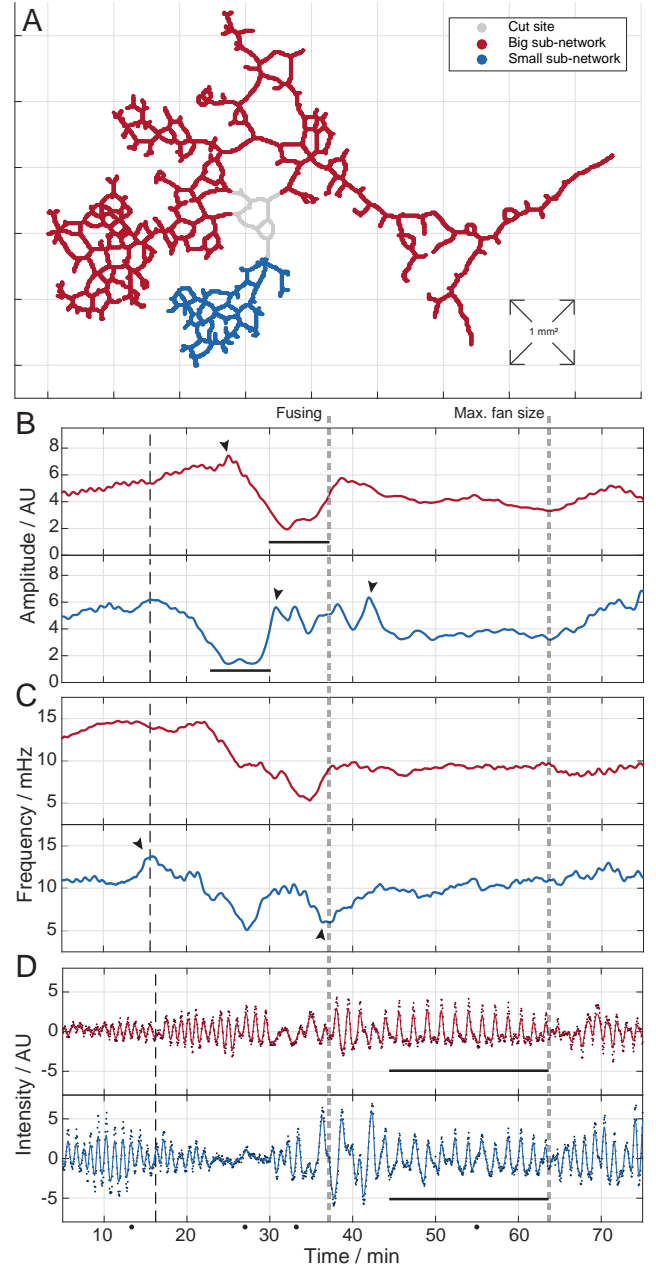 A
Cut site
Big sub-network
Small sub-network
1 mm²
Fusing
Max. fan size
B
8
6
4
2
0
8
6
4
2
0
Amplitude / AU
C
15
10
5
15
10
5
Frequency / mHz
D
5
0
-5
5
0
-5
Intensity / AU
10 20 30 40 50 60 70
Time / min